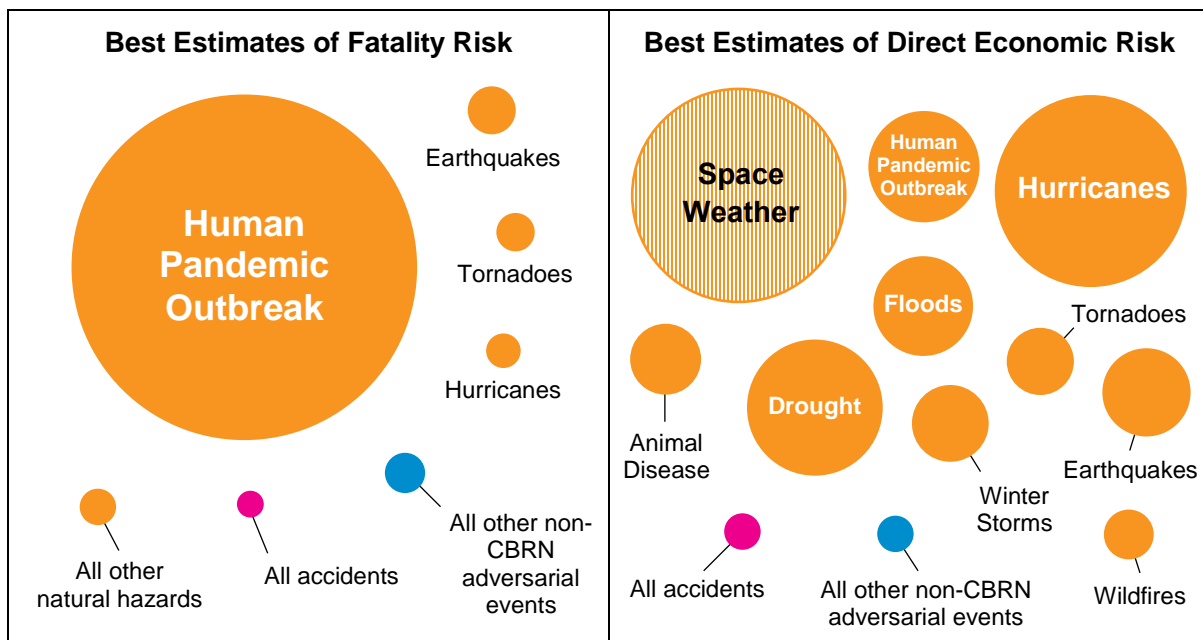 Best Estimates of Fatality Risk
Human
Pandemic
Outbreak
Earthquakes
Tornadoes
Hurricanes
All other
natural hazards
All accidents
All other non-
CBRN
adversarial
events
Best Estimates of Direct Economic Risk
Space
Weather
Human
Pandemic
Outbreak
Hurricanes
Floods
Tornadoes
Animal
Disease
Drought
Winter
Storms
Earthquakes
All accidents
All other non-CBRN
adversarial events
Wildfires